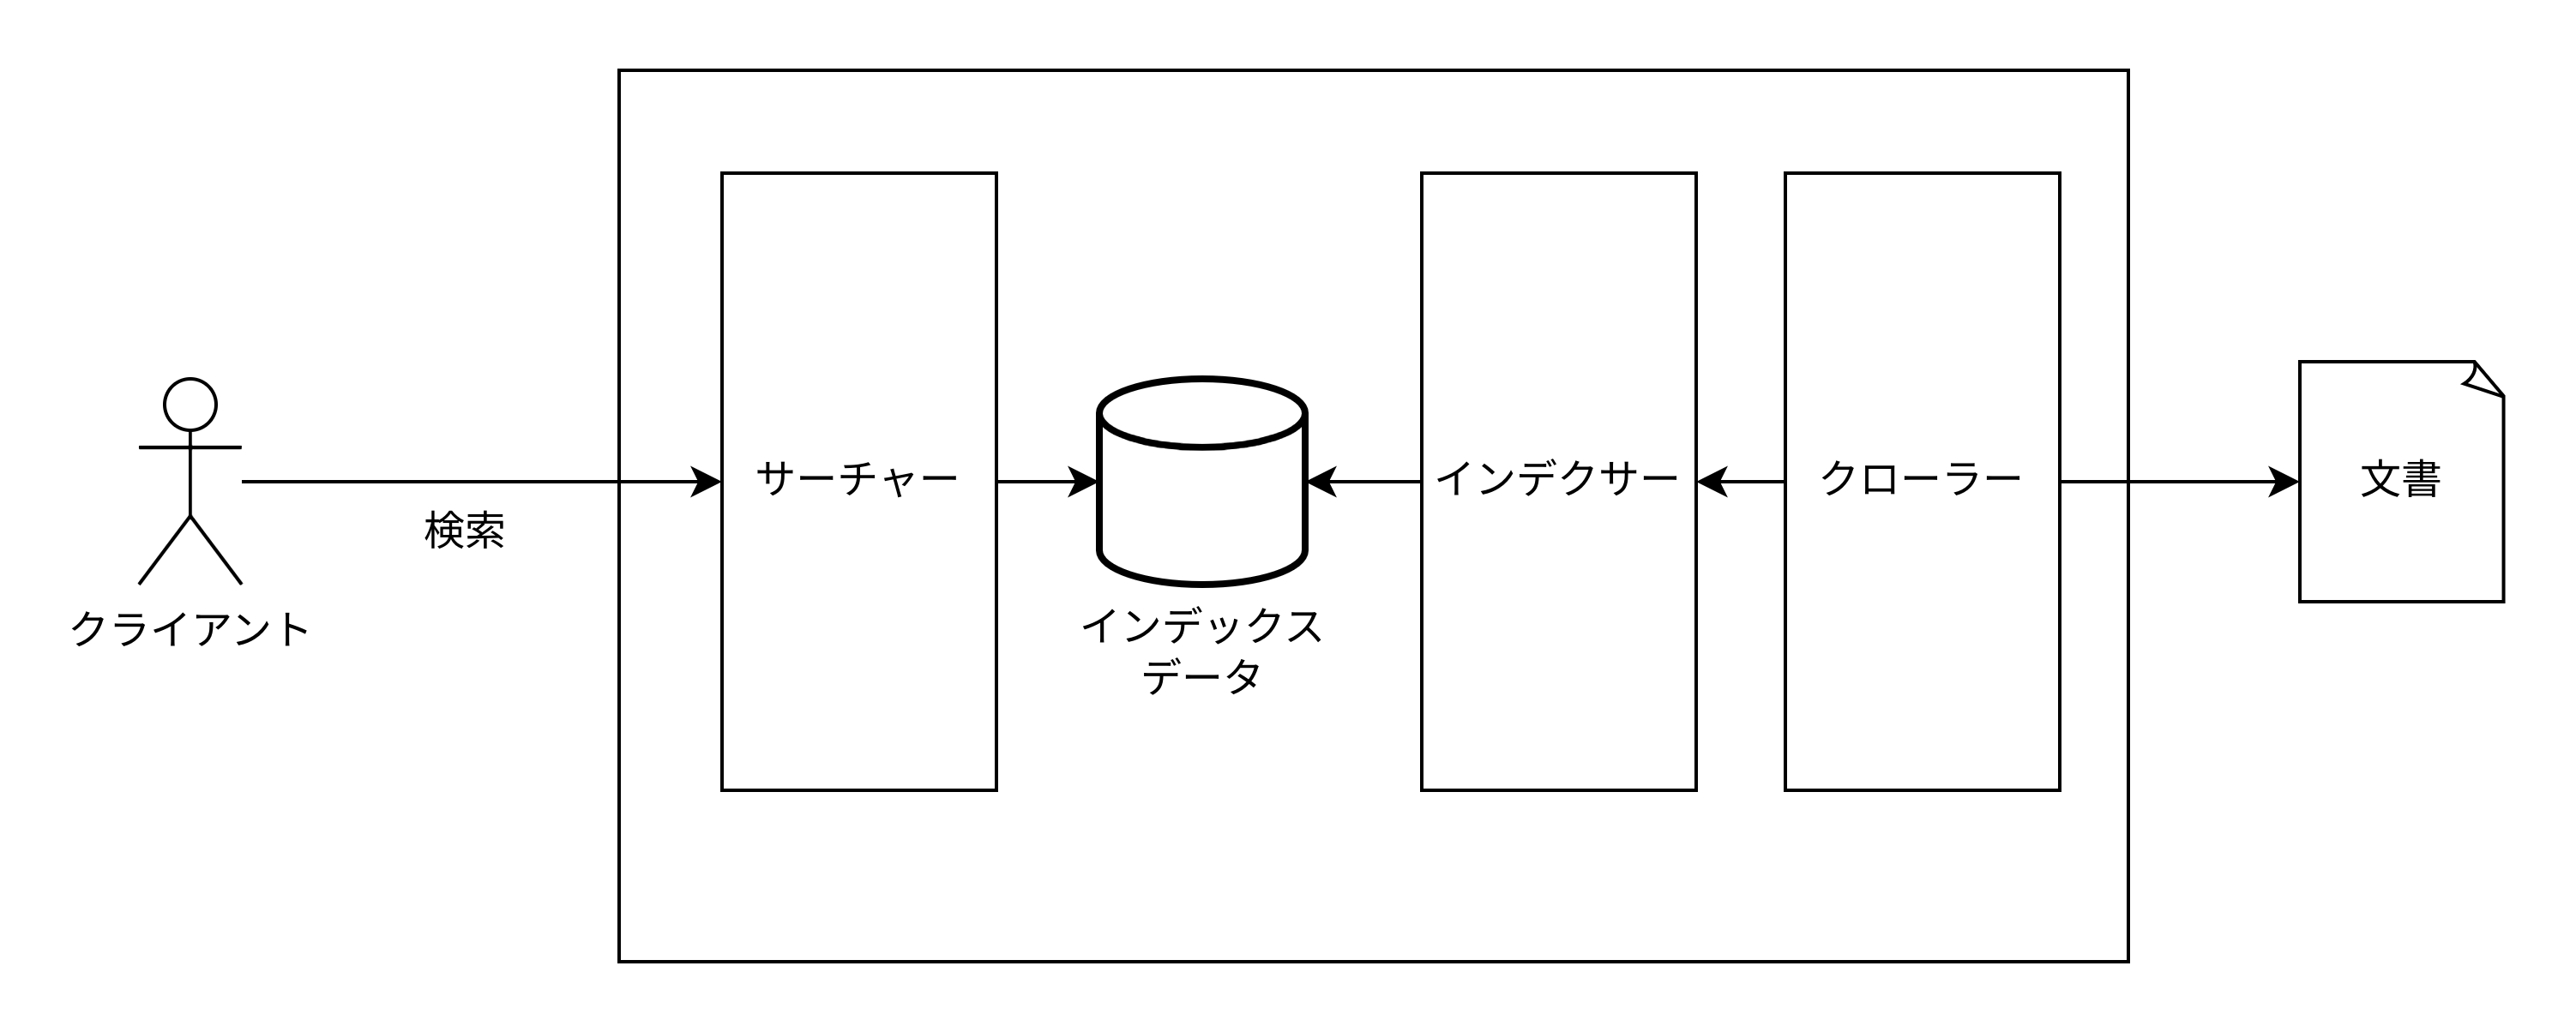 クライアント
検索
サーチャー
インデックス
データ
インデクサー
クローラー
文書